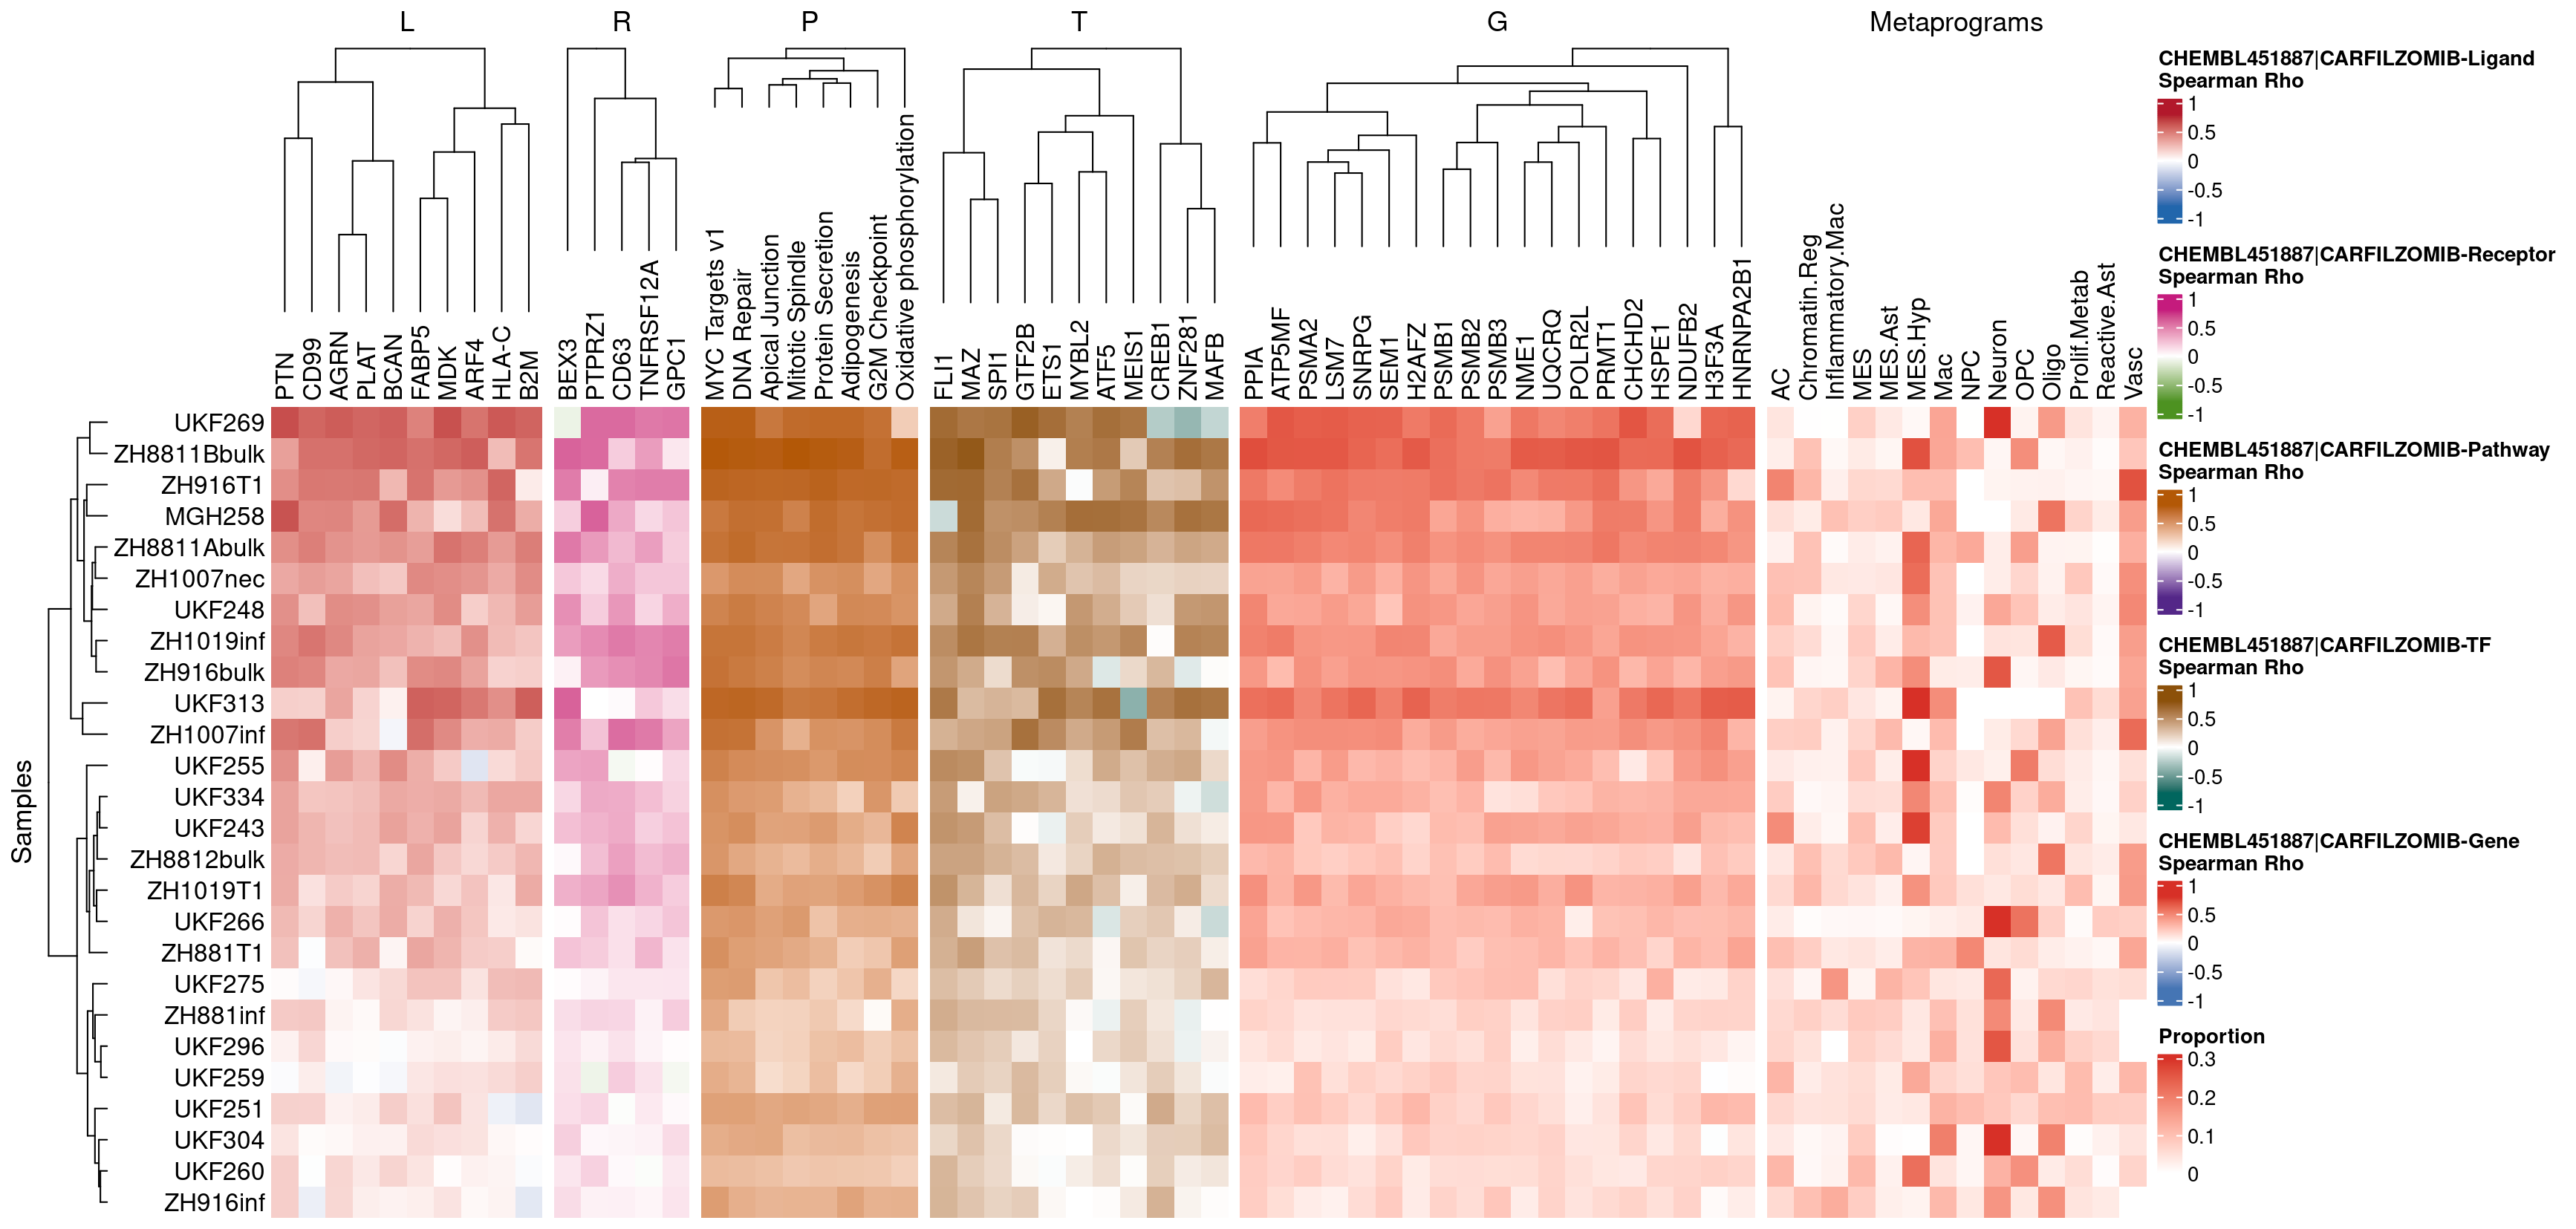 L R P T G Metaprograms
PTN
CD99
AGRN
PLAT
BCAN
FABP5
MDK
ARF4
HLA-C
B2M
BEX3
PTPRZ1
CD63
TNFRSF12A
GPC1
MYC Targets v1
DNA Repair
Apical Junction
Mitotic Spindle
Protein Secretion
Adipogenesis
G2M Checkpoint
Oxidative phosphorylation
FLI1
MAZ
SPI1
GTF2B
ETS1
MYBL2
ATF5
MEIS1
CREB1
ZNF281
MAFB
PPIA
ATP5MF
PSMA2
LSM7
SNRPG
SEM1
H2AFZ
PSMB1
PSMB2
PSMB3
NME1
UQCRQ
POLR2L
PRMT1
CHCHD2
HSPE1
NDUFB2
H3F3A
HNRNPA2B1
AC
Chromatin.Reg
Inflammatory.Mac
MES
MES.Ast
MES.Hyp
Mac
NPC
Neuron
OPC
Oligo
Prolif.Metab
Reactive.Ast
Vasc
Samples
UKF269
ZH8811Bbulk
ZH916T1
MGH258
ZH8811Abulk
ZH1007nec
UKF248
ZH1019inf
ZH916bulk
UKF313
ZH1007inf
UKF255
UKF334
UKF243
ZH8812bulk
ZH1019T1
UKF266
ZH881T1
UKF275
ZH881inf
UKF296
UKF259
UKF251
UKF304
UKF260
ZH916inf
CHEMBL451887|CARFILZOMIB-Ligand
Spearman Rho
1
0.5
0
-0.5
-1
CHEMBL451887|CARFILZOMIB-Receptor
Spearman Rho
1
0.5
0
-0.5
-1
CHEMBL451887|CARFILZOMIB-Pathway
Spearman Rho
1
0.5
0
-0.5
-1
CHEMBL451887|CARFILZOMIB-TF
Spearman Rho
1
0.5
0
-0.5
-1
CHEMBL451887|CARFILZOMIB-Gene
Spearman Rho
1
0.5
0
-0.5
-1
Proportion
0.3
0.2
0.1
0